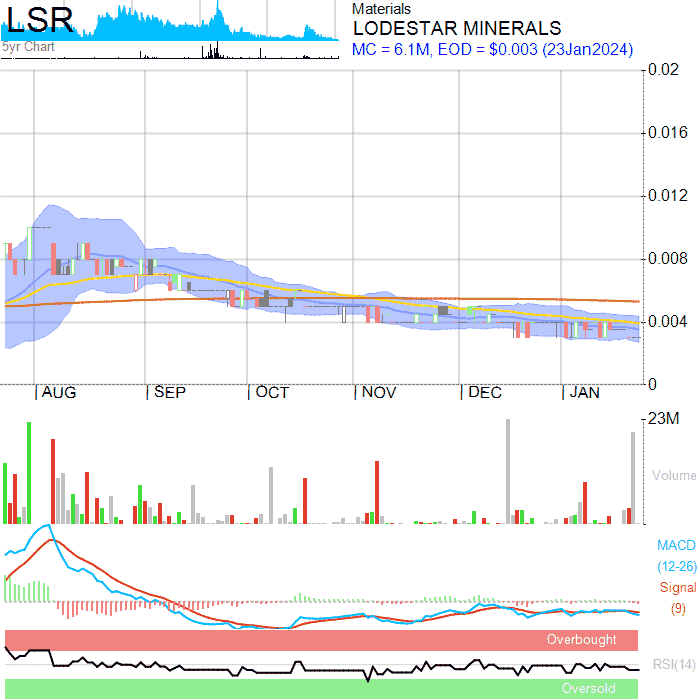 LSR
5yr Chart
Materials
LODESTAR MINERALS
MC = 6.1M, EOD = $0.003 (23Jan2024)
0.02
0.016
0.012
0.008
0.004
0
AUG SEP OCT NOV DEC JAN
23M
Volume
MACD
(12-26)
Signal
(9)
Overbought
RSI(14)
Oversold